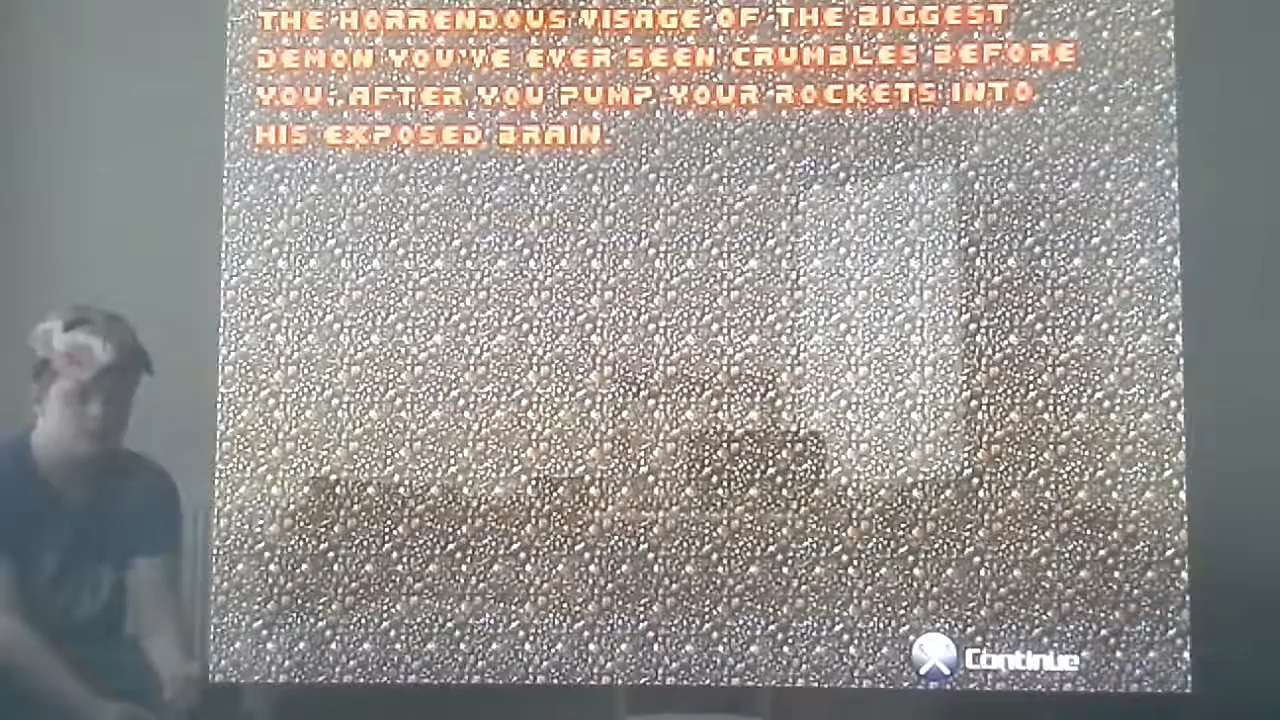 THE HORRENDOUS VISAGE OF THE BIGGEST
DEMON YOU'VE EVER SEEN CRUMBLES BEFORE
YOU, AFTER YOU PUMP YOUR ROCKETS INTO
HIS EXPOSED BRAIN.
Continue